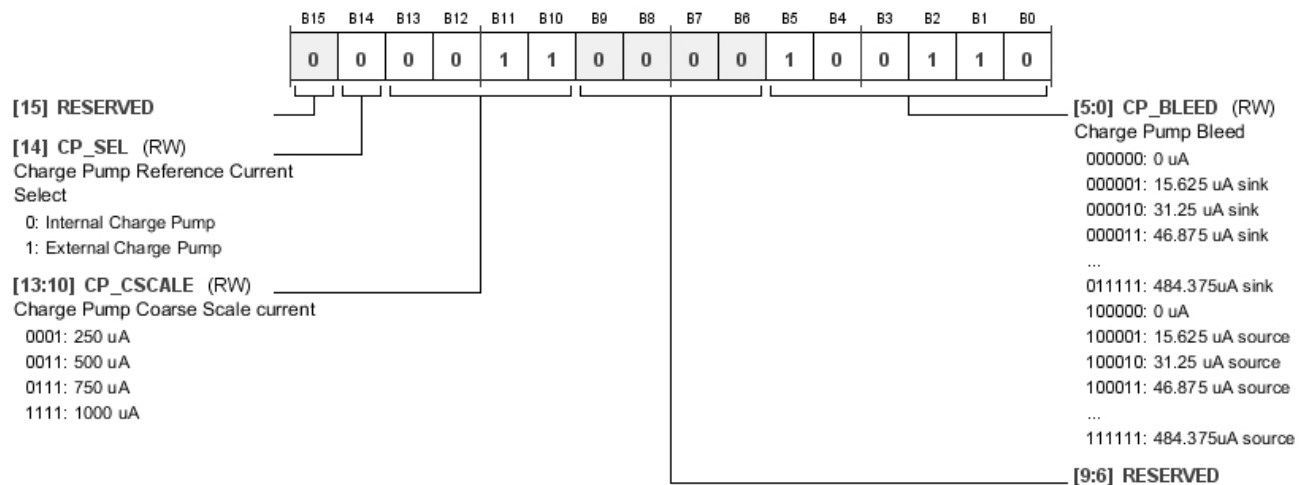 B15 B14 B13 B12 B11 B10 B9 B8 B7 B6 B5 B4 B3 B2 B1 B0
0 0 0 0 1 1 0 0 0 0 1 0 0 1 1 0
[15] RESERVED
[14] CP_SEL (RW)
Charge Pump Reference Current
Select
0: Internal Charge Pump
1: External Charge Pump
[13:10] CP_CSCALE (RW)
Charge Pump Coarse Scale current
0001: 250 uA
0011: 500 uA
0111: 750 uA
1111: 1000 uA
[5:0] CP_BLEED (RW)
Charge Pump Bleed
000000: 0 uA
000001: 15.625 uA sink
000010: 31.25 uA sink
000011: 46.875 uA sink
...
011111: 484.375uA sink
100000: 0 uA
100001: 15.625 uA source
100010: 31.25 uA source
100011: 46.875 uA source
...
111111: 484.375uA source
[9:6] RESERVED